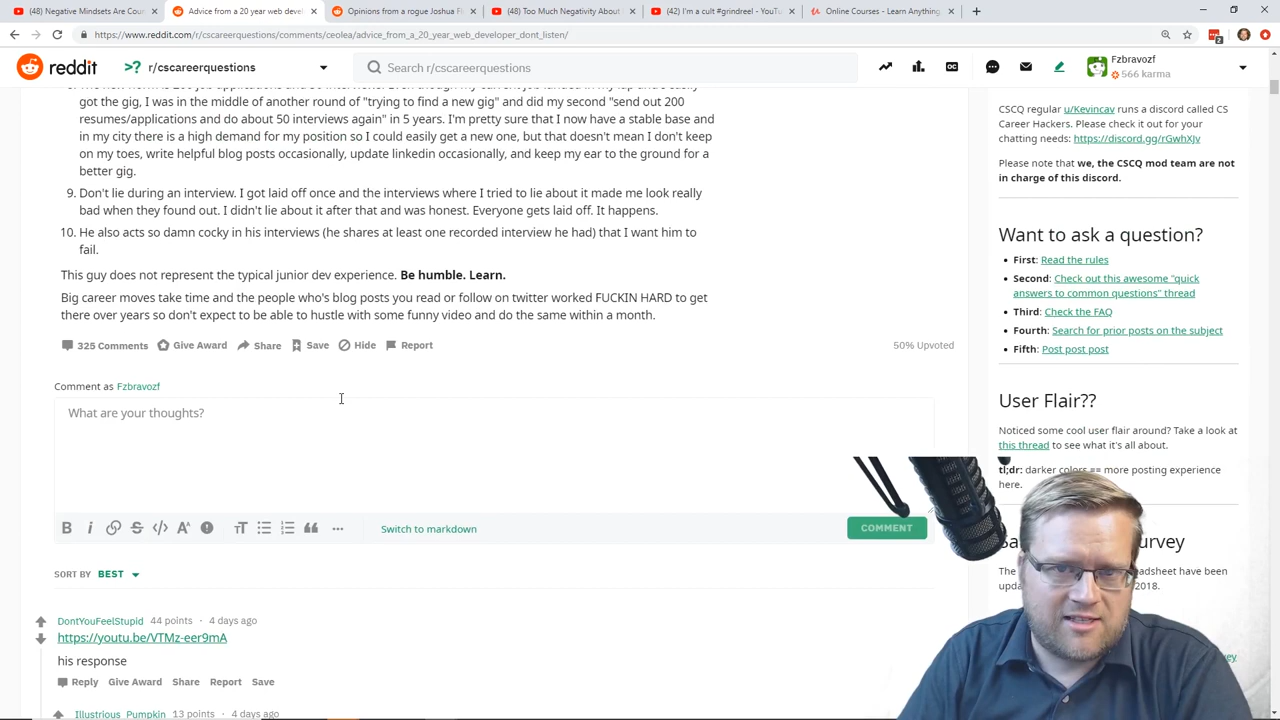 (48) Negative Mindsets Are Coun
Advice from a 20 year web devel
Opinions from a rogue Joshua F
(48) Too Much Negativity About
(42) I'm a cult #grindreel - YouTu
Online Courses - Learn Anything
https://www.reddit.com/r/cscareerquestions/comments/ceolea/advice_from_a_20_year_web_developer_dont_listen/
2
reddit
>? r/cscareerquestions
Search r/cscareerquestions
Fzbravozf
566 karma
got the gig, I was in the middle of another round of "trying to find a new gig" and did my second "send out 200
resumes/applications and do about 50 interviews again" in 5 years. I'm pretty sure that I now have a stable base and
in my city there is a high demand for my position so I could easily get a new one, but that doesn't mean I don't keep
on my toes, write helpful blog posts occasionally, update linkedin occasionally, and keep my ear to the ground for a
better gig.
9. Don't lie during an interview. I got laid off once and the interviews where I tried to lie about it made me look really
bad when they found out. I didn't lie about it after that and was honest. Everyone gets laid off. It happens.
10. He also acts so damn cocky in his interviews (he shares at least one recorded interview he had) that I want him to
fail.
This guy does not represent the typical junior dev experience. Be humble. Learn.
Big career moves take time and the people who's blog posts you read or follow on twitter worked FUCKIN HARD to get
there over years so don't expect to be able to hustle with some funny video and do the same within a month.
325 Comments Give Award Share Save Hide Report 50% Upvoted
Comment as Fzbravozf
What are your thoughts?
Switch to markdown
COMMENT
SORT BY BEST
DontYouFeelStupid 44 points · 4 days ago
https://youtu.be/VTMz-eer9mA
his response
Reply Give Award Share Report Save
Illustrious_Pumpkin 13 points · 4 days ago
CSCQ regular u/Kevincav runs a discord called CS
Career Hackers. Please check it out for your
chatting needs: https://discord.gg/rGwhXJv
Please note that we, the CSCQ mod team are not
in charge of this discord.
Want to ask a question?
First: Read the rules
Second: Check out this awesome "quick
answers to common questions" thread
Third: Check the FAQ
Fourth: Search for prior posts on the subject
Fifth: Post post post
User Flair??
Noticed some cool user flair around? Take a look at
this thread to see what it's all about.
tl;dr: darker colors == more posting experience
here.
The
eadsheet have been
2018.